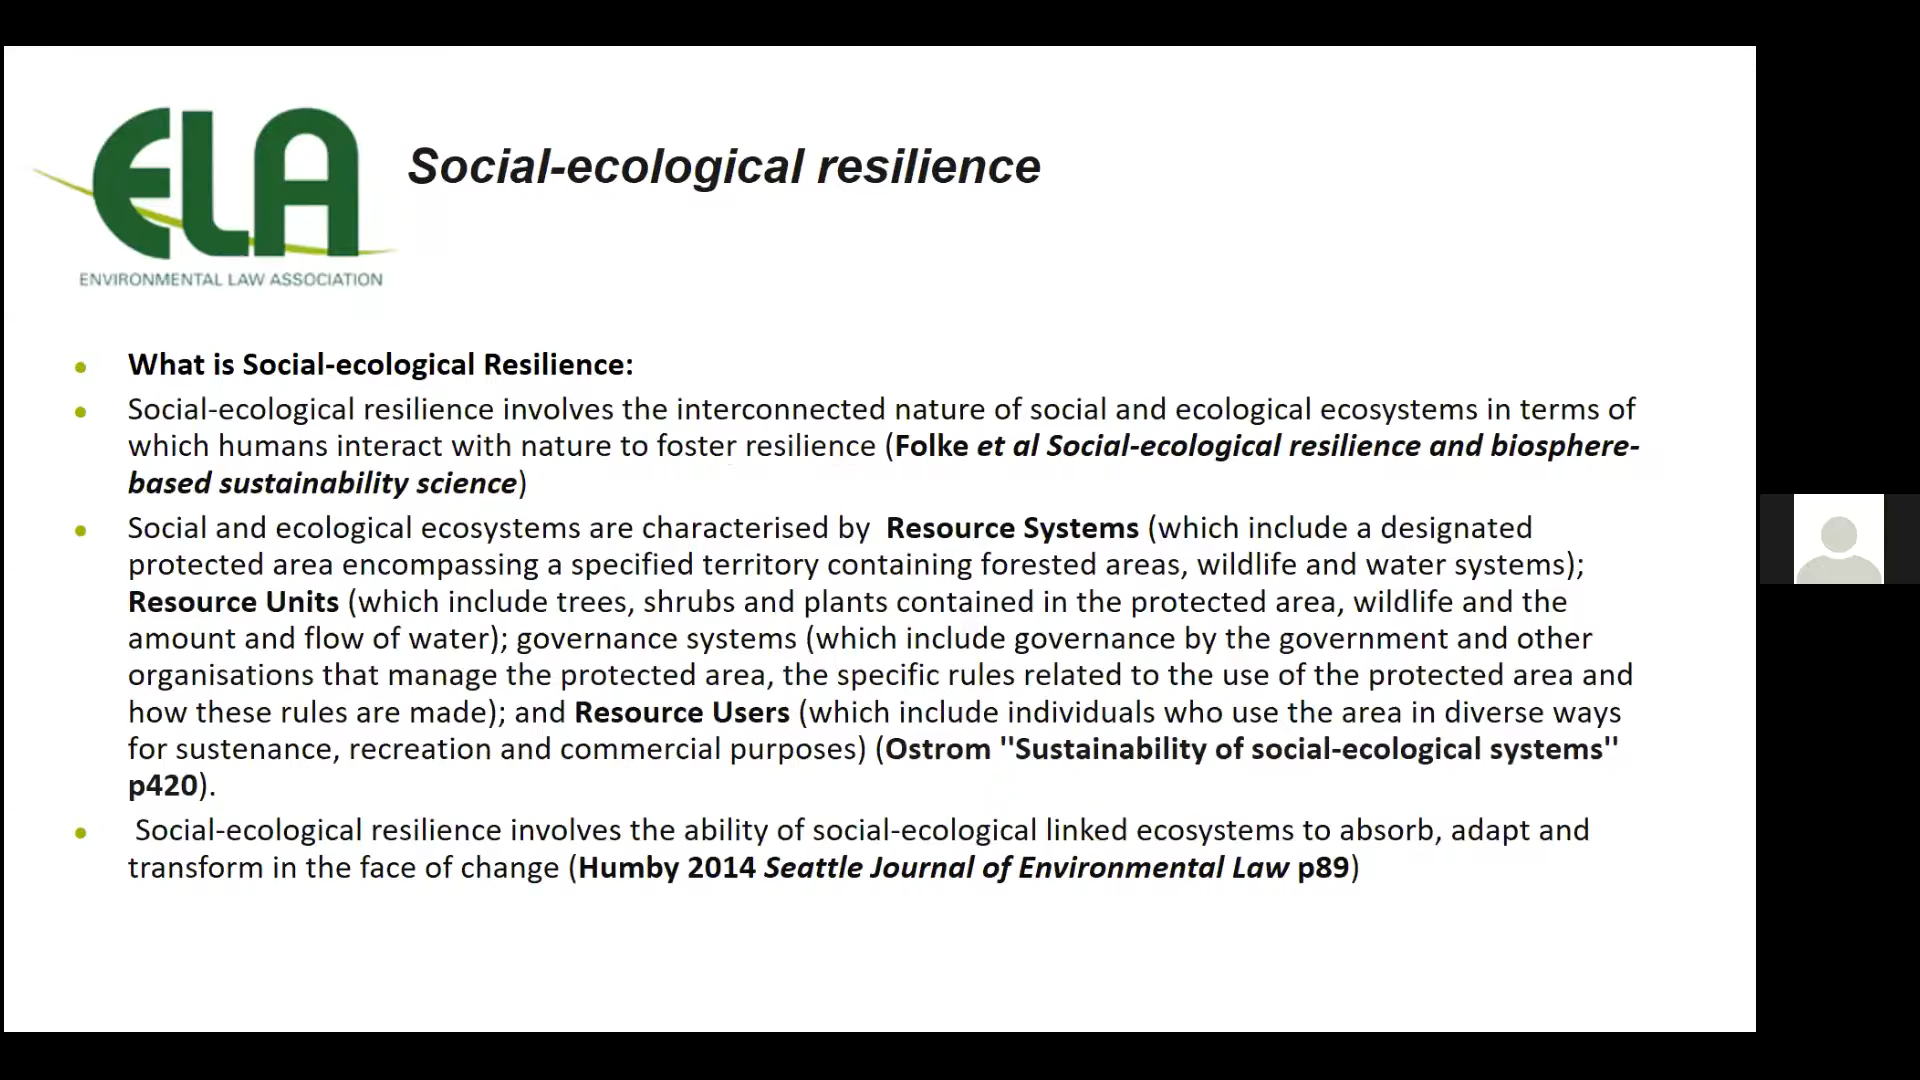 ELA
ENVIRONMENTAL LAW ASSOCIATION
Social-ecological resilience
• What is Social-ecological Resilience:
• Social-ecological resilience involves the interconnected nature of social and ecological ecosystems in terms of
which humans interact with nature to foster resilience (Folke et al Social-ecological resilience and biosphere-
based sustainability science)
• Social and ecological ecosystems are characterised by  Resource Systems (which include a designated
protected area encompassing a specified territory containing forested areas, wildlife and water systems);
Resource Units (which include trees, shrubs and plants contained in the protected area, wildlife and the
amount and flow of water); governance systems (which include governance by the government and other
organisations that manage the protected area, the specific rules related to the use of the protected area and
how these rules are made); and Resource Users (which include individuals who use the area in diverse ways
for sustenance, recreation and commercial purposes) (Ostrom "Sustainability of social-ecological systems"
p420).
• Social-ecological resilience involves the ability of social-ecological linked ecosystems to absorb, adapt and
transform in the face of change (Humby 2014 Seattle Journal of Environmental Law p89)